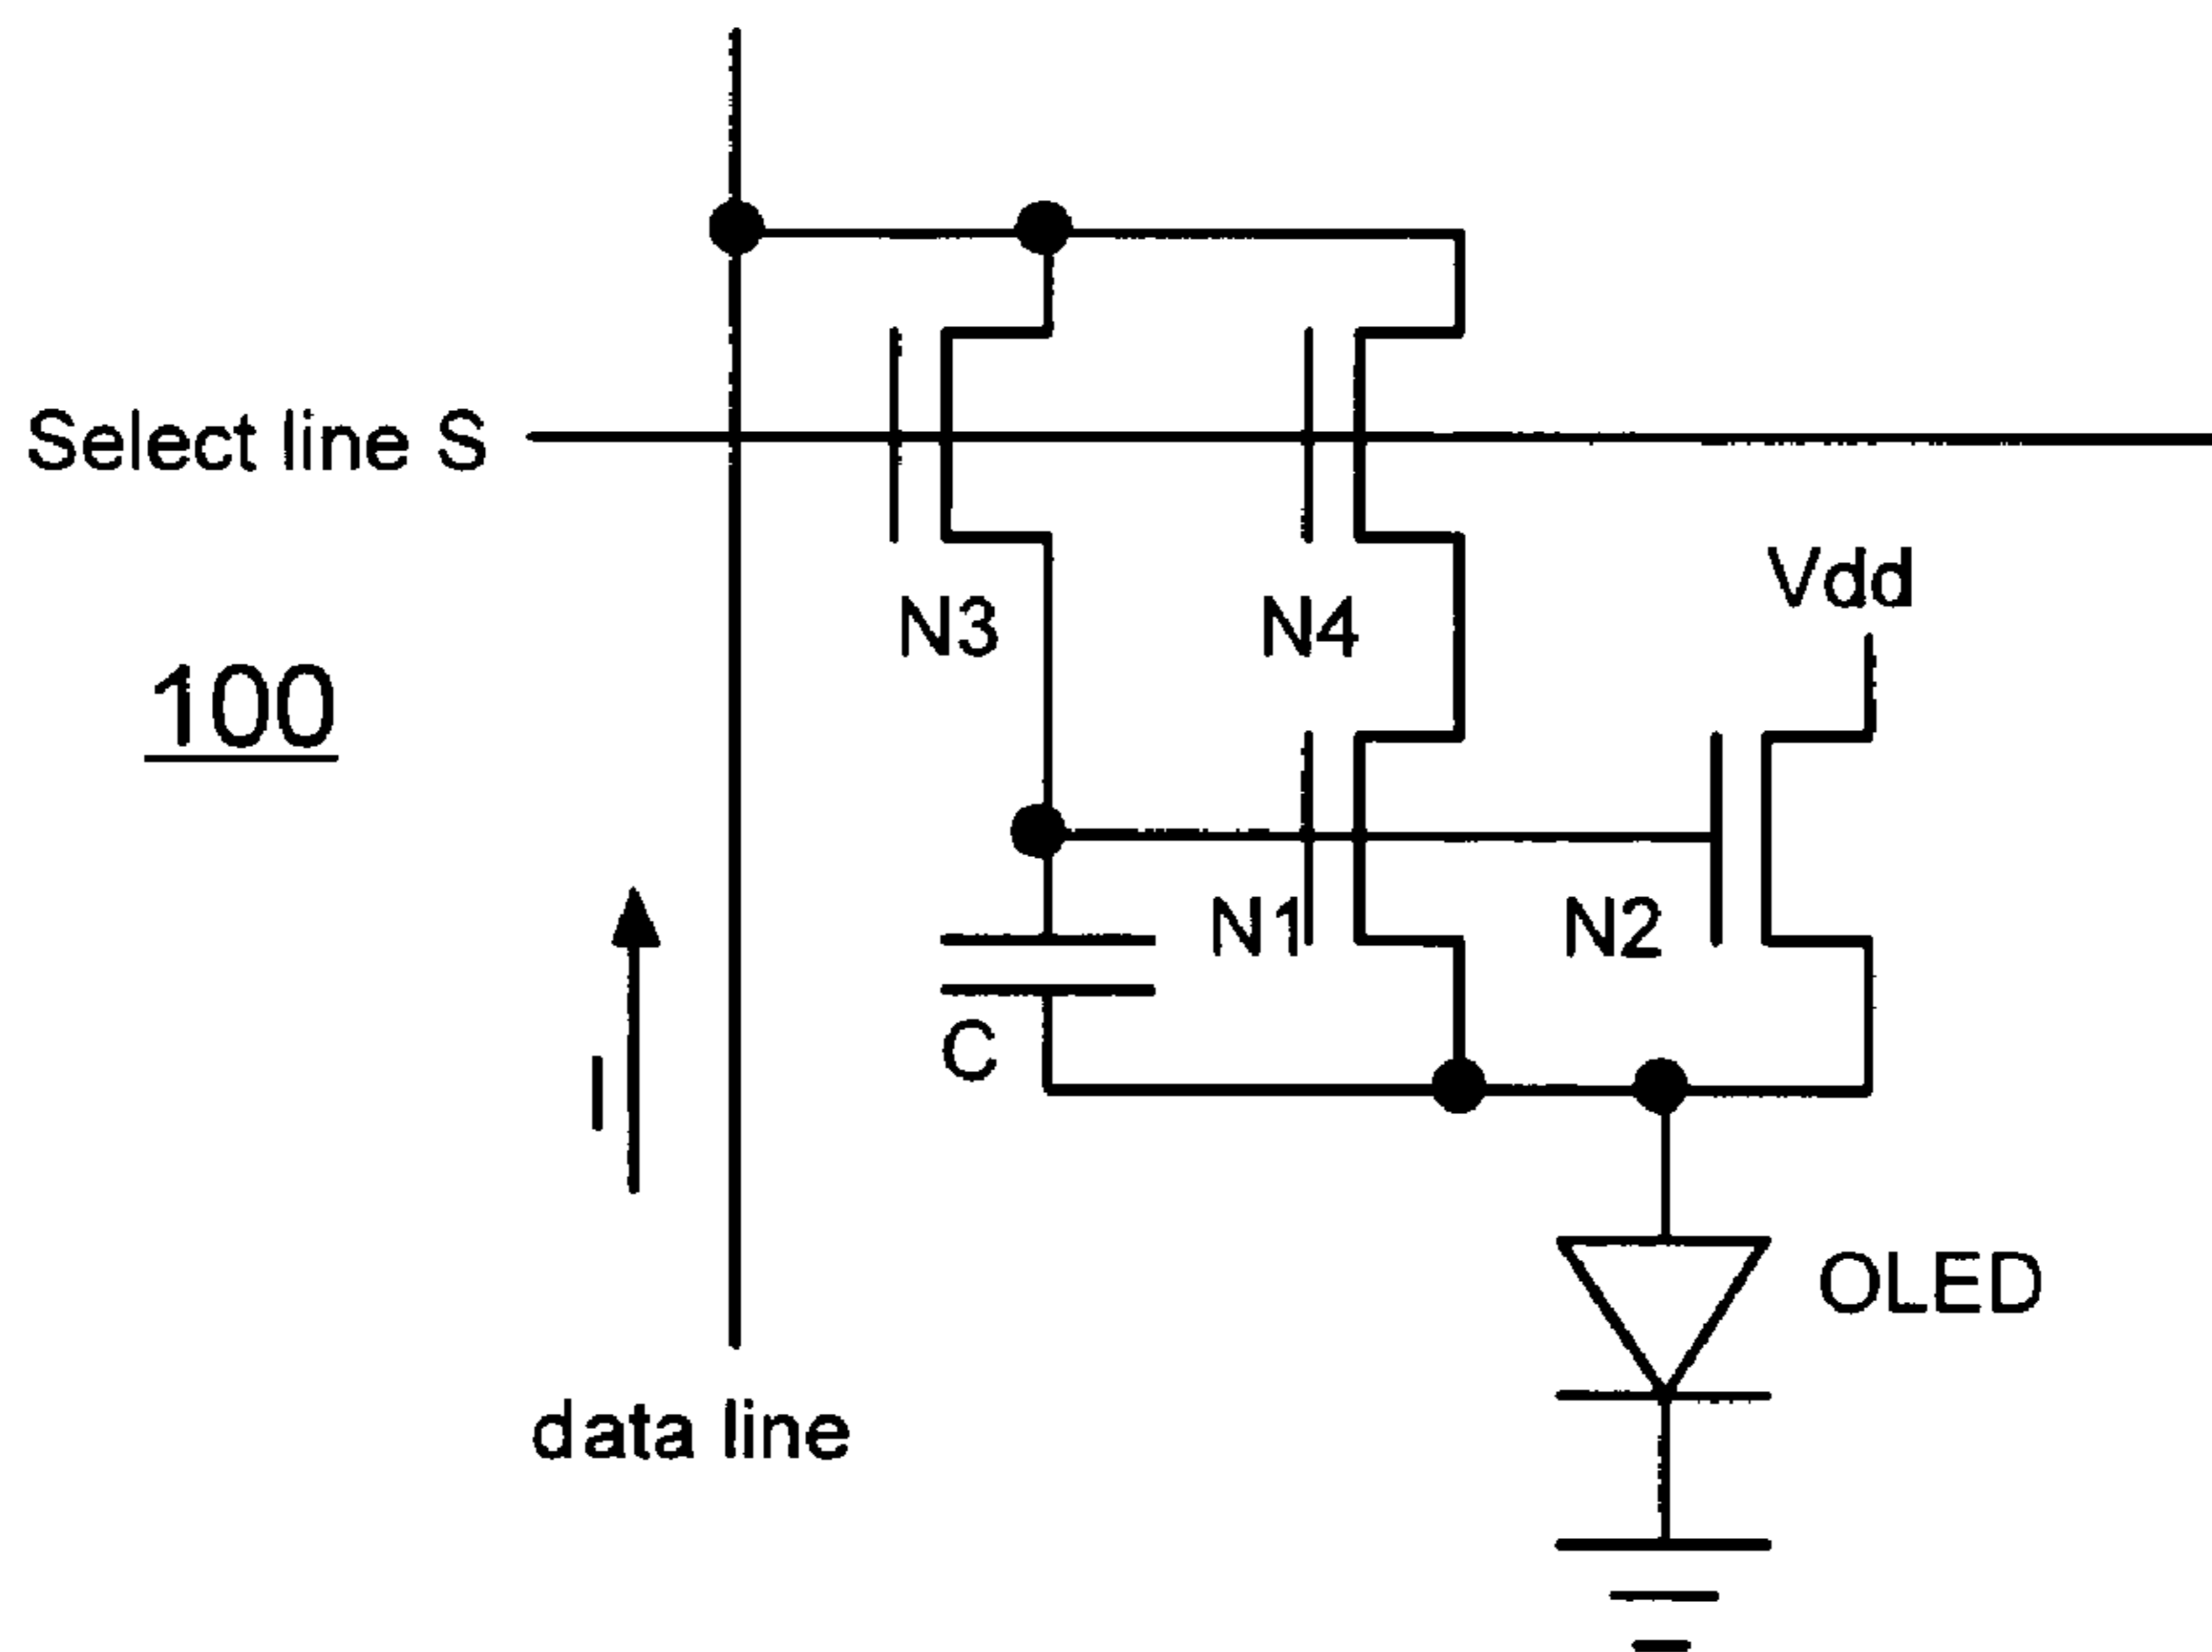 Select line S
Vdd
N3
N4
100
N1
N2
C
I
OLED
data line